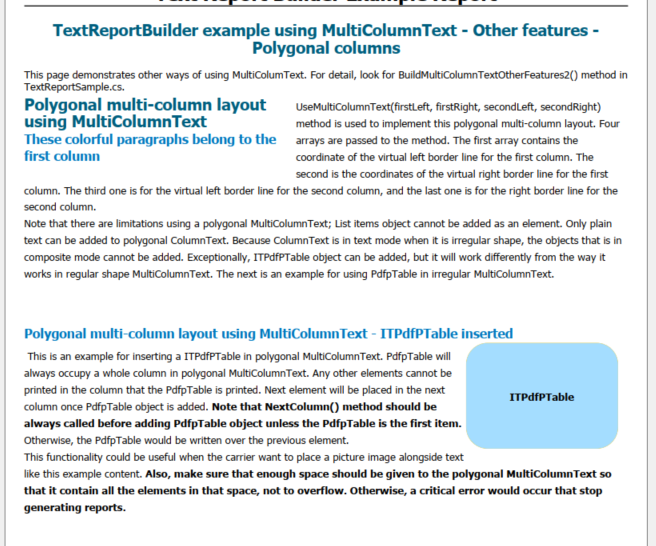 Text Report Builder Example Report
TextReportBuilder example using MultiColumnText - Other features -
Polygonal columns
This page demonstrates other ways of using MultiColumText. For detail, look for BuildMultiColumnTextOtherFeatures2() method in
TextReportSample.cs.
Polygonal multi-column layout
using MultiColumnText
These colorful paragraphs belong to the
first column
UseMultiColumnText(firstLeft, firstRight, secondLeft, secondRight)
method is used to implement this polygonal multi-column layout. Four
arrays are passed to the method. The first array contains the
coordinate of the virtual left border line for the first column. The
second is the coordinates of the virtual right border line for the first
column. The third one is for the virtual left border line for the second column, and the last one is for the right border line for the
second column.
Note that there are limitations using a polygonal MultiColumnText; List items object cannot be added as an element. Only plain
text can be added to polygonal ColumnText. Because ColumnText is in text mode when it is irregular shape, the objects that is in
composite mode cannot be added. Exceptionally, ITPdfPTable object can be added, but it will work differently from the way it
works in regular shape MultiColumnText. The next is an example for using PdfpTable in irregular MultiColumnText.
Polygonal multi-column layout using MultiColumnText - ITPdfPTable inserted
This is an example for inserting a ITPdfPTable in polygonal MultiColumnText. PdfpTable will
always occupy a whole column in polygonal MultiColumnText. Any other elements cannot be
printed in the column that the PdfpTable is printed. Next element will be placed in the next
column once PdfpTable object is added. Note that NextColumn() method should be
always called before adding PdfpTable object unless the PdfpTable is the first item.
Otherwise, the PdfpTable would be written over the previous element.
This functionality could be useful when the carrier want to place a picture image alongside text
like this example content. Also, make sure that enough space should be given to the polygonal MultiColumnText so
that it contain all the elements in that space, not to overflow. Otherwise, a critical error would occur that stop
generating reports.
ITPdfPTable